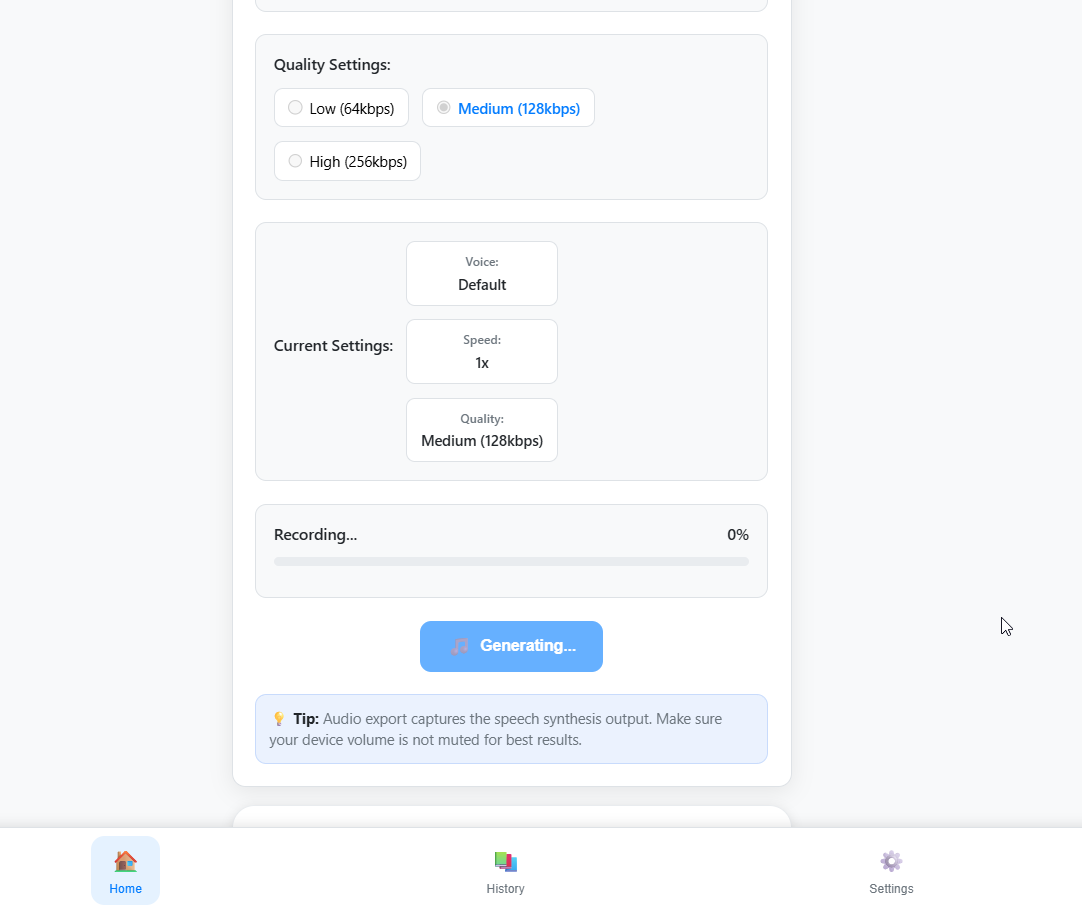 Quality Settings:
Low (64kbps)
Medium (128kbps)
High (256kbps)
Current Settings:
Voice:
Default
Speed:
1x
Quality:
Medium (128kbps)
Recording...
0%
Generating...
Tip: Audio export captures the speech synthesis output. Make sure
your device volume is not muted for best results.
Home
History
Settings